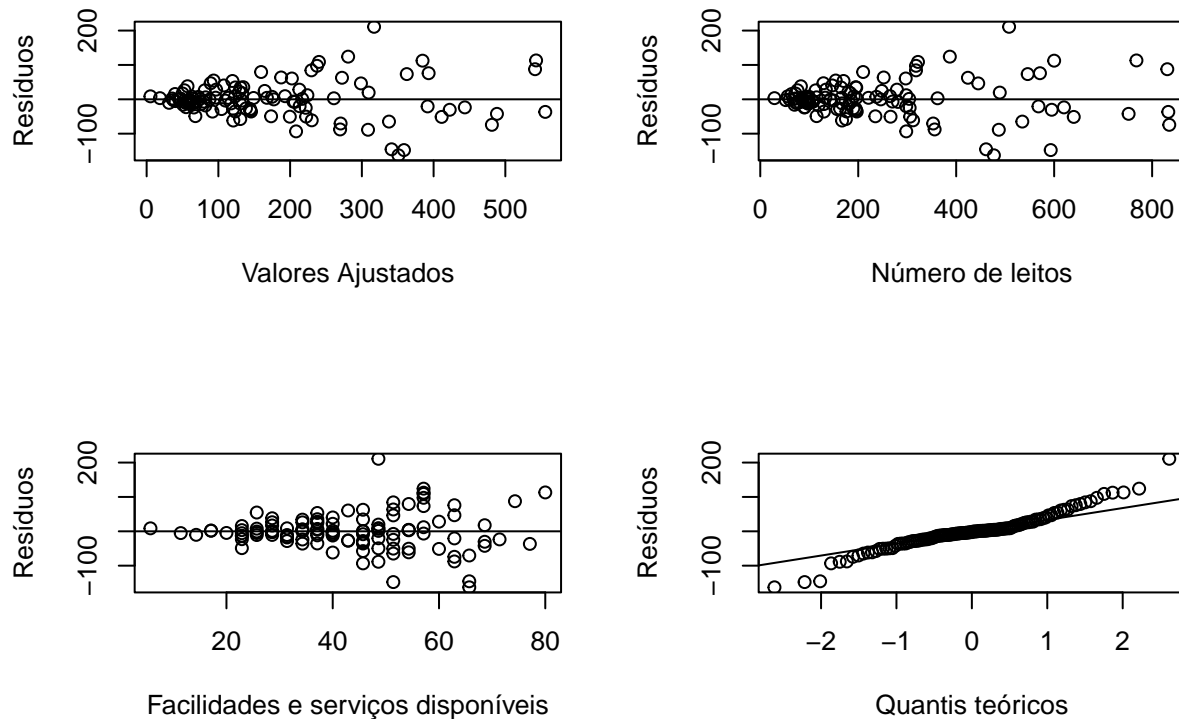 Resíduos
200
−100
0 100 200 300 400 500
Valores Ajustados
Resíduos
200
−100
0 200 400 600 800
Número de leitos
Resíduos
200
−100
20 40 60 80
Facilidades e serviços disponíveis
Resíduos
200
−100
−2 −1 0 1 2
Quantis teóricos